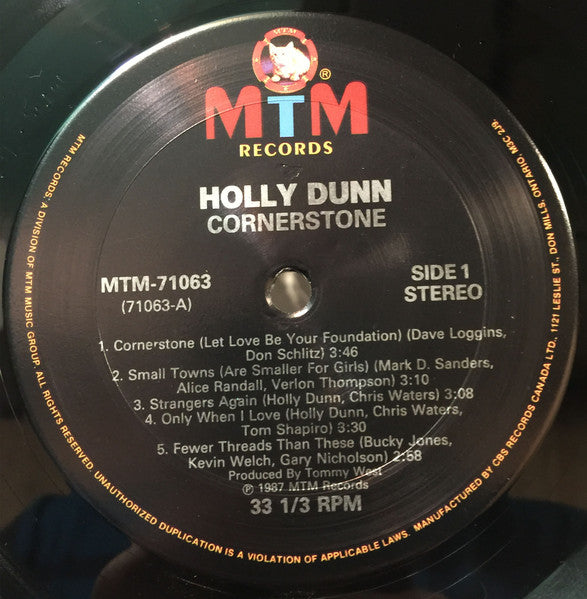 MTM
®
MTM
RECORDS
HOLLY DUNN
CORNERSTONE
MTM-71063
(71063-A)
SIDE 1
STEREO
1. Cornerstone (Let Love Be Your Foundation) (Dave Loggins,
Don Schlitz) 3:46
2. Small Towns (Are Smaller For Girls) (Mark D. Sanders,
Alice Randall, Verlon Thompson) 3:10
3. Strangers Again (Holly Dunn, Chris Waters) 3:08
4. Only When I Love (Holly Dunn, Chris Waters,
Tom Shapiro) 3:30
5. Fewer Threads Than These (Bucky Jones,
Kevin Welch, Gary Nicholson) 2:58
Produced by Tommy West
℗ 1987 MTM Records
33 1/3 RPM
MTM RECORDS. A DIVISION OF MTM MUSIC GROUP. ALL RIGHTS RESERVED. UNAUTHORIZED DUPLICATION IS A VIOLATION OF APPLICABLE LAWS. MANUFACTURED BY CBS RECORDS CANADA LTD. 1121 LESLIE ST., DON MILLS, ONTARIO. M3C 2J9.